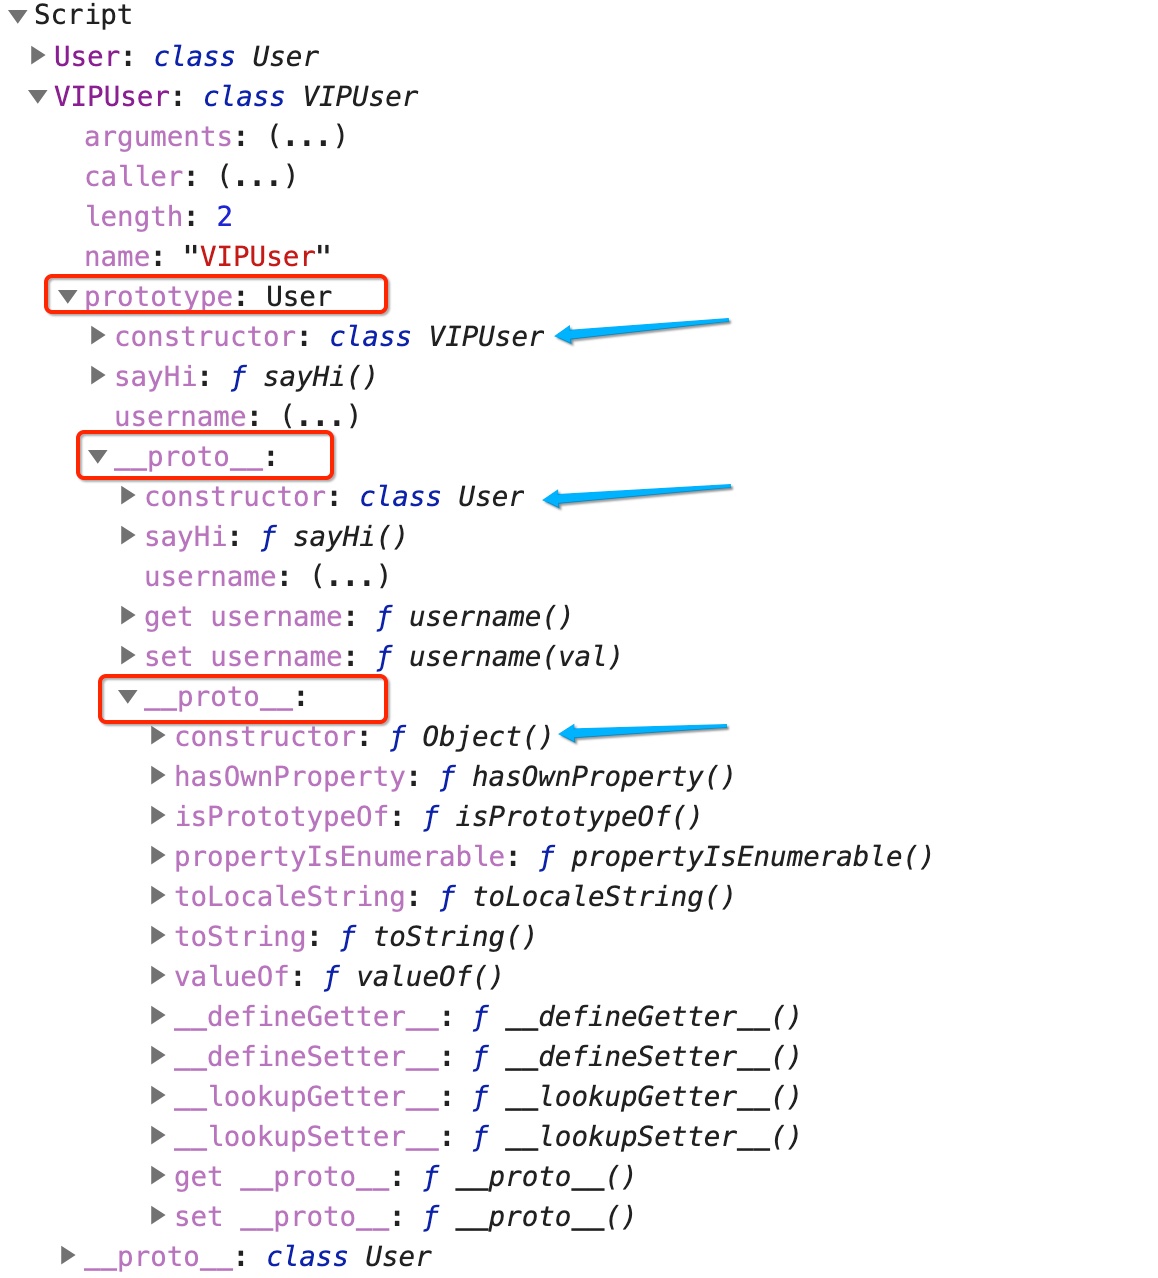 Script
User: class User
VIPUser: class VIPUser
arguments: (...)
caller: (...)
length: 2
name: "VIPUser"
prototype: User
constructor: class VIPUser
sayHi: ƒ sayHi()
username: (...)
__proto__:
constructor: class User
sayHi: ƒ sayHi()
username: (...)
get username: ƒ username()
set username: ƒ username(val)
__proto__:
constructor: ƒ Object()
hasOwnProperty: ƒ hasOwnProperty()
isPrototypeOf: ƒ isPrototypeOf()
propertyIsEnumerable: ƒ propertyIsEnumerable()
toLocaleString: ƒ toLocaleString()
toString: ƒ toString()
valueOf: ƒ valueOf()
__defineGetter__: ƒ __defineGetter__()
__defineSetter__: ƒ __defineSetter__()
__lookupGetter__: ƒ __lookupGetter__()
__lookupSetter__: ƒ __lookupSetter__()
get __proto__: ƒ __proto__()
set __proto__: ƒ __proto__()
__proto__: class User